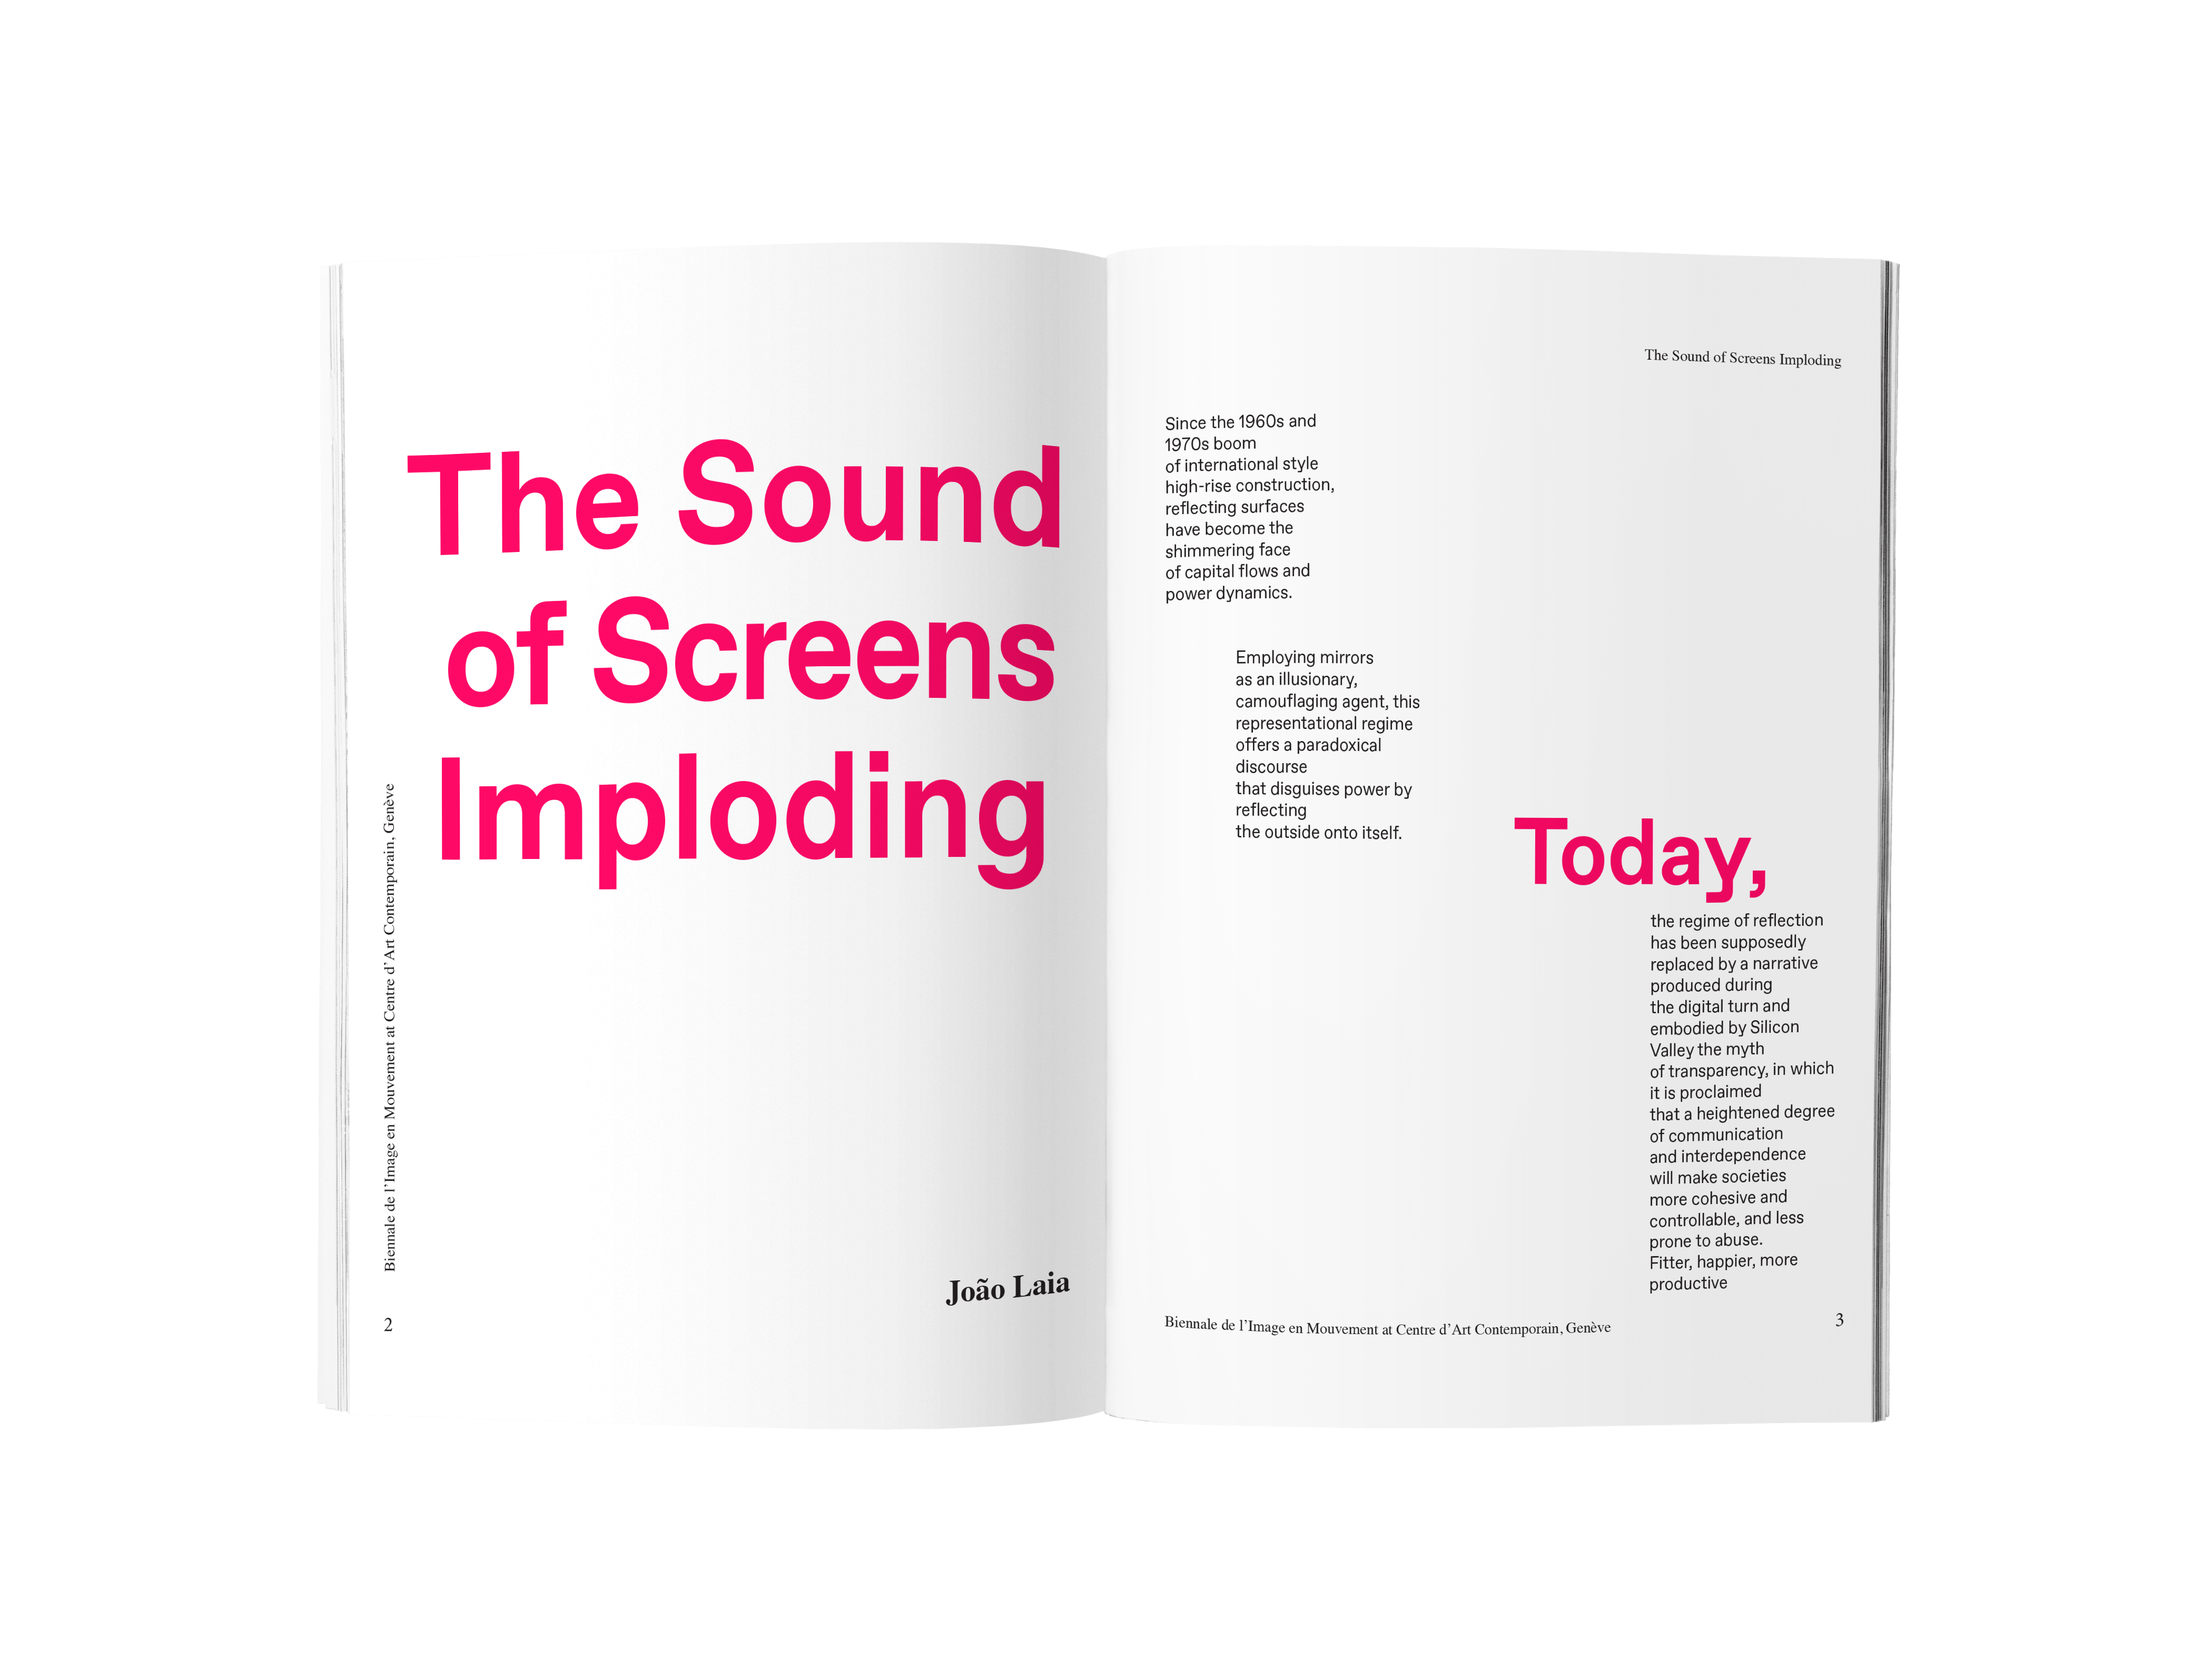 The Sound
of Screens
Imploding
João Laia
Biennale de l’Image en Mouvement at Centre d’Art Contemporain, Genève
2
The Sound of Screens Imploding
Since the 1960s and
1970s boom
of international style
high-rise construction,
reflecting surfaces
have become the
shimmering face
of capital flows and
power dynamics.
Employing mirrors
as an illusionary,
camouflaging agent, this
representational regime
offers a paradoxical
discourse
that disguises power by
reflecting
the outside onto itself.
Today,
the regime of reflection
has been supposedly
replaced by a narrative
produced during
the digital turn and
embodied by Silicon
Valley the myth
of transparency, in which
it is proclaimed
that a heightened degree
of communication
and interdependence
will make societies
more cohesive and
controllable, and less
prone to abuse.
Fitter, happier, more
productive
Biennale de l’Image en Mouvement at Centre d’Art Contemporain, Genève
3